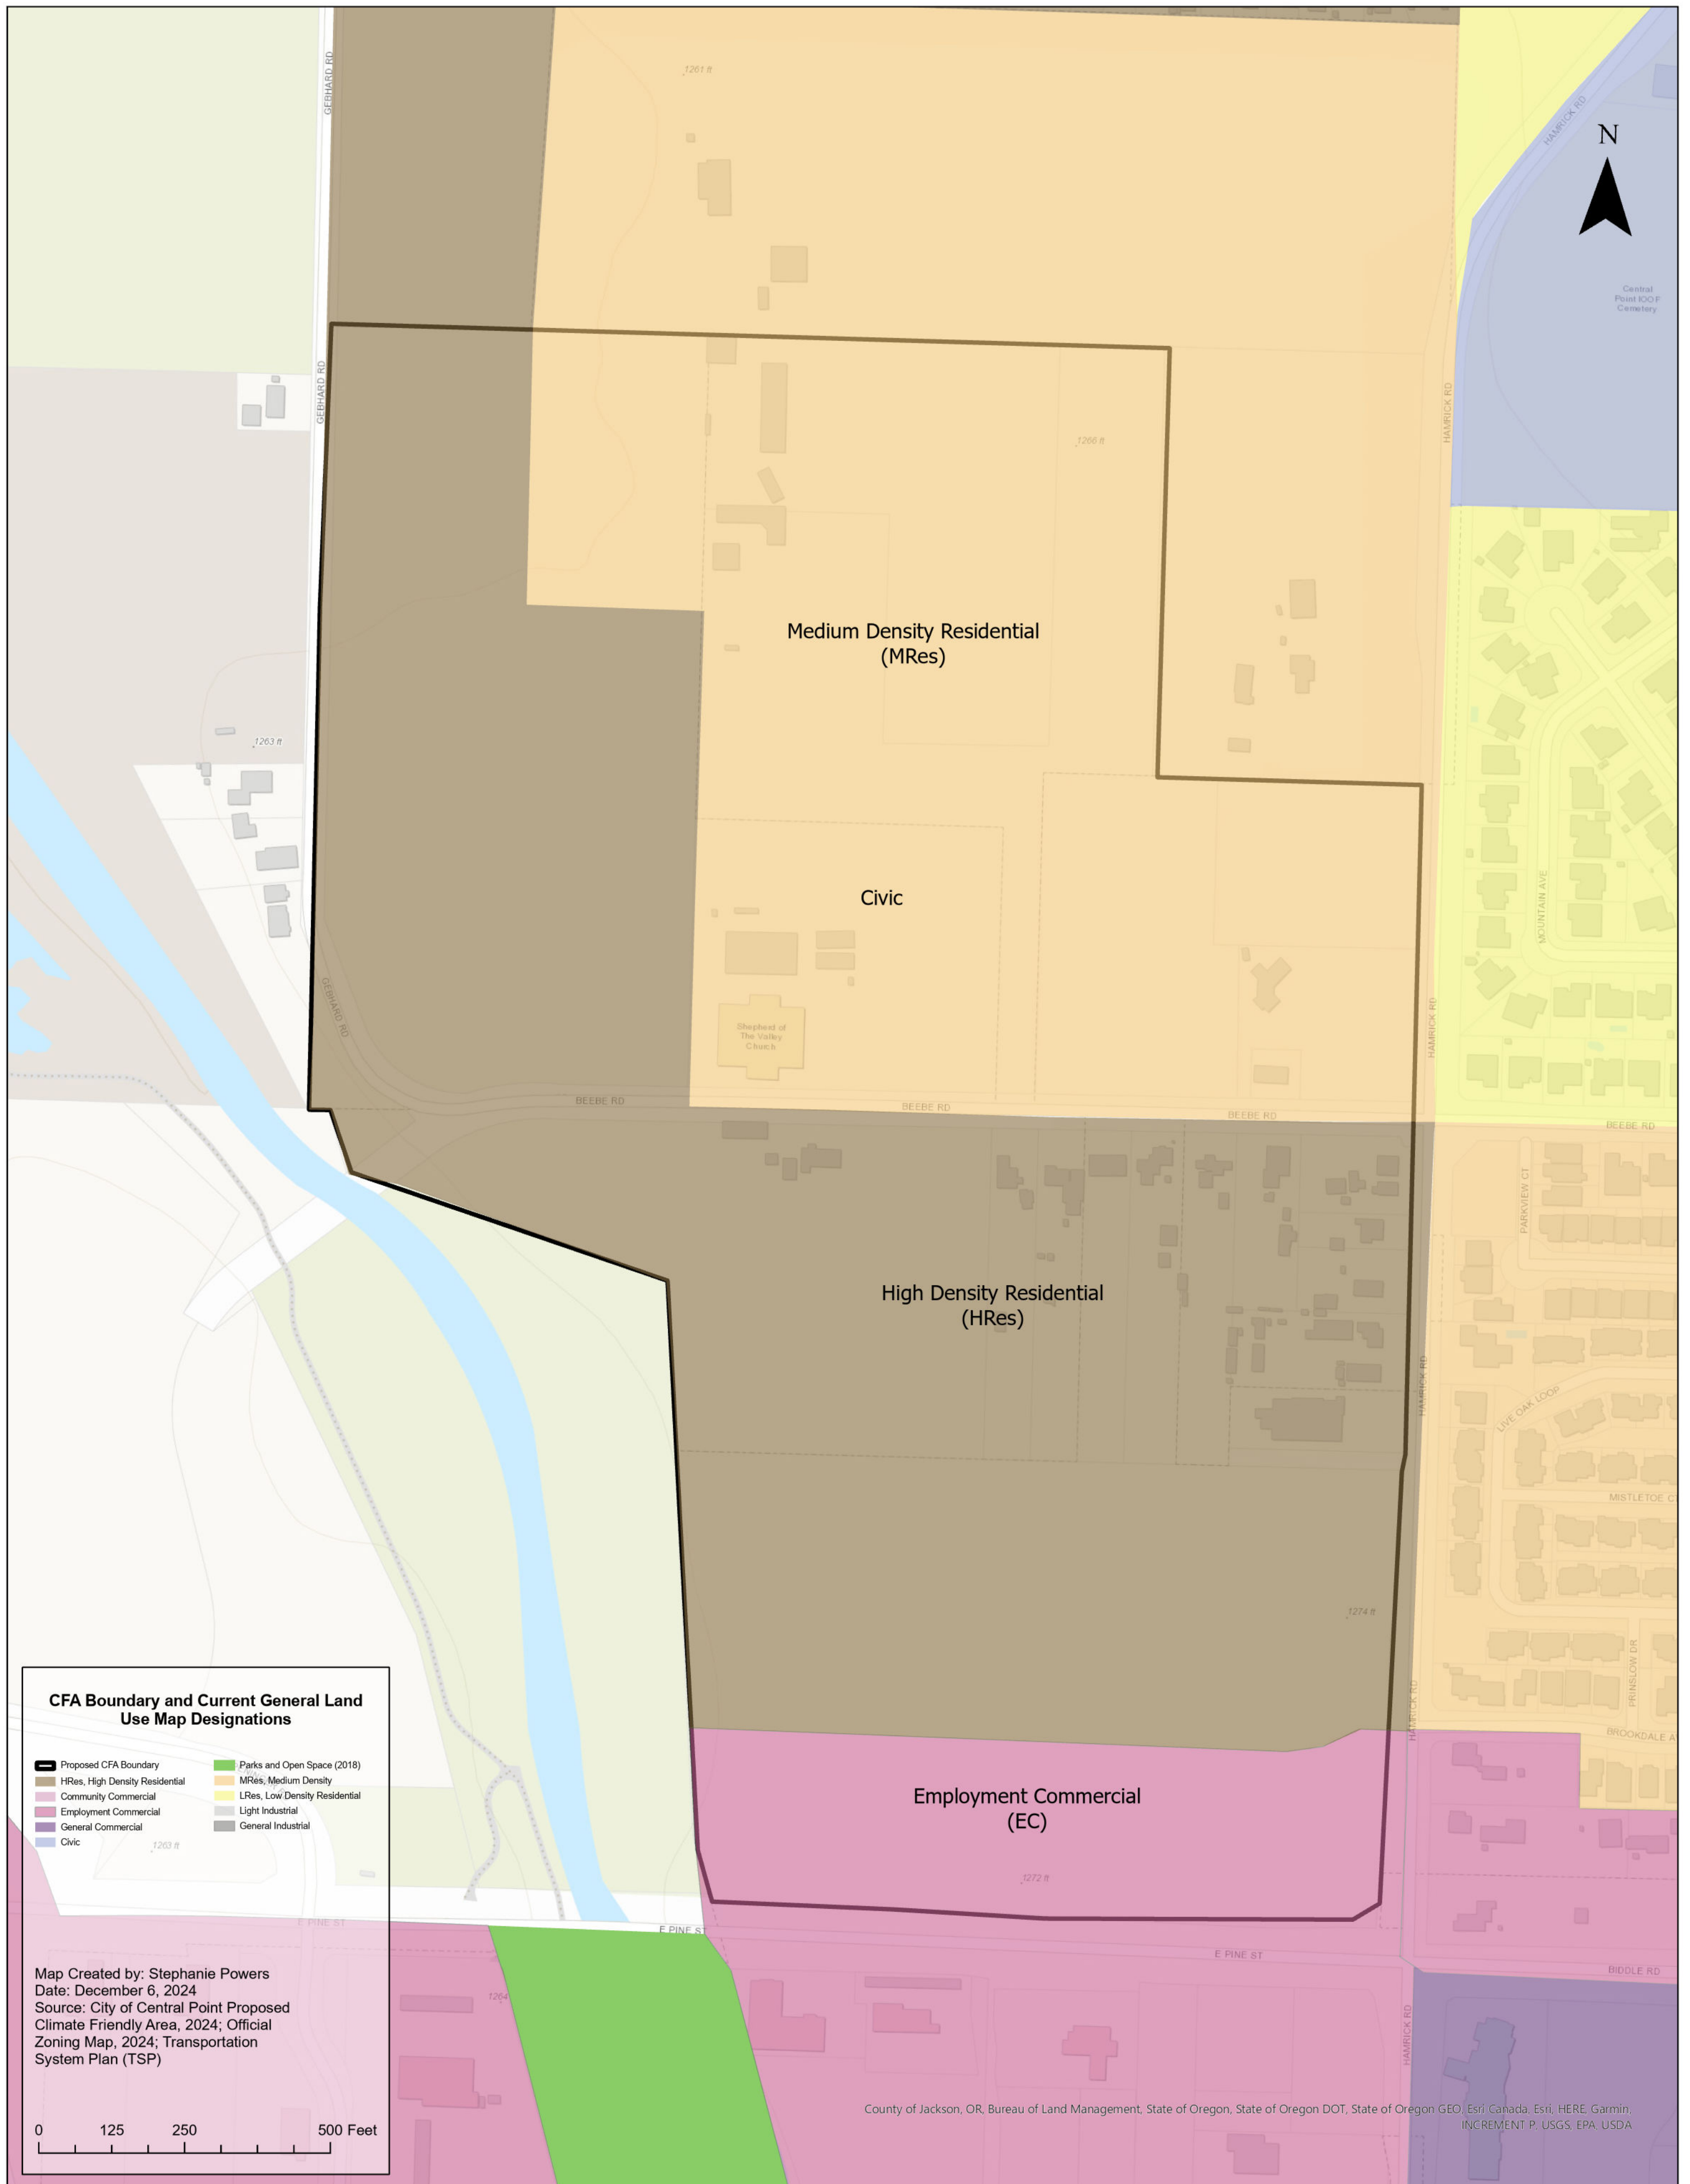 GEBHARD RD
1261 ft
HAMRICK RD
N
Central
Point IOOF
Cemetery
GEBHARD RD
HAMRICK RD
1266 ft
Medium Density Residential
(MRes)
1263 ft
Civic
MOUNTAIN AVE
GEBHARD RD
Shepherd of
The Valley
Church
HAMRICK RD
BEEBE RD
BEEBE RD
BEEBE RD
BEEBE RD
PARKVIEW CT
High Density Residential
(HRes)
HAMRICK RD
LIVE OAK LOOP
MISTLETOE CT
1274 ft
PRINSLOW DR
HAMRICK RD
BROOKDALE A
CFA Boundary and Current General Land
Use Map Designations
Proposed CFA Boundary
HRes, High Density Residential
Community Commercial
Employment Commercial
General Commercial
Civic
Parks and Open Space (2018)
MRes, Medium Density
LRes, Low Density Residential
Light Industrial
General Industrial
1263 ft
Employment Commercial
(EC)
1272 ft
E PINE ST
E PINE ST
E PINE ST
BIDDLE RD
Map Created by: Stephanie Powers
Date: December 6, 2024
Source: City of Central Point Proposed
Climate Friendly Area, 2024; Official
Zoning Map, 2024; Transportation
System Plan (TSP)
1264
HAMRICK RD
0 125 250 500 Feet
County of Jackson, OR, Bureau of Land Management, State of Oregon, State of Oregon DOT, State of Oregon GEO, Esri Canada, Esri, HERE, Garmin,
INCREMENT P, USGS, EPA, USDA